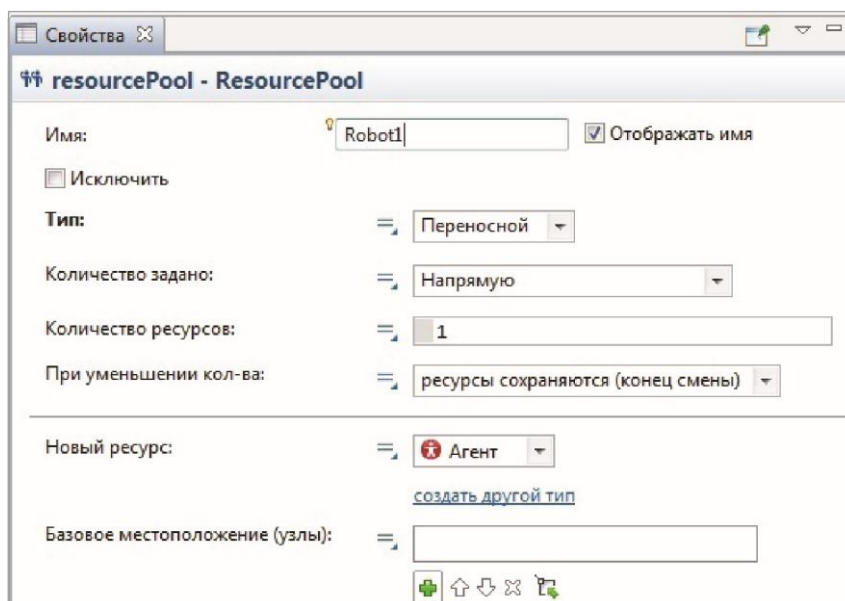 Свойства
resourcePool - ResourcePool
Имя: Robot1 Отображать имя
Исключить
Тип: Переносной
Количество задано: Напрямую
Количество ресурсов: 1
При уменьшении кол-ва: ресурсы сохраняются (конец смены)
Новый ресурс: Агент
создать другой тип
Базовое местоположение (узлы):